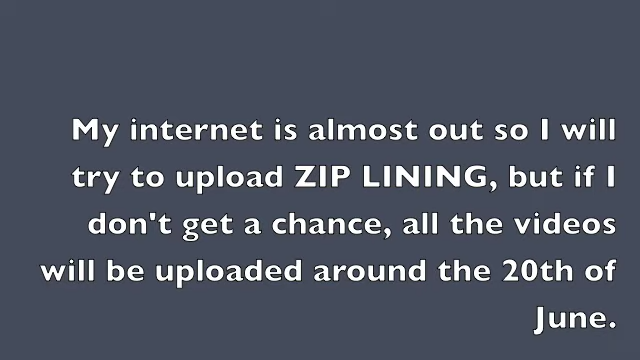 My internet is almost out so I will
try to upload ZIP LINING, but if I
don't get a chance, all the videos
will be uploaded around the 20th of
June.